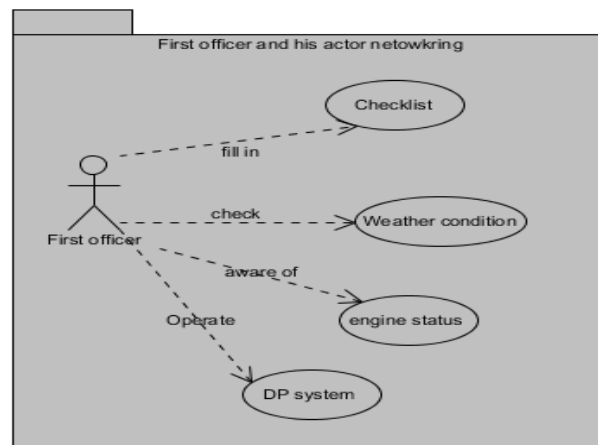 First officer and his actor netowkring
Checklist
fill in
check
Weather condition
First officer
aware of
engine status
Operate
DP system